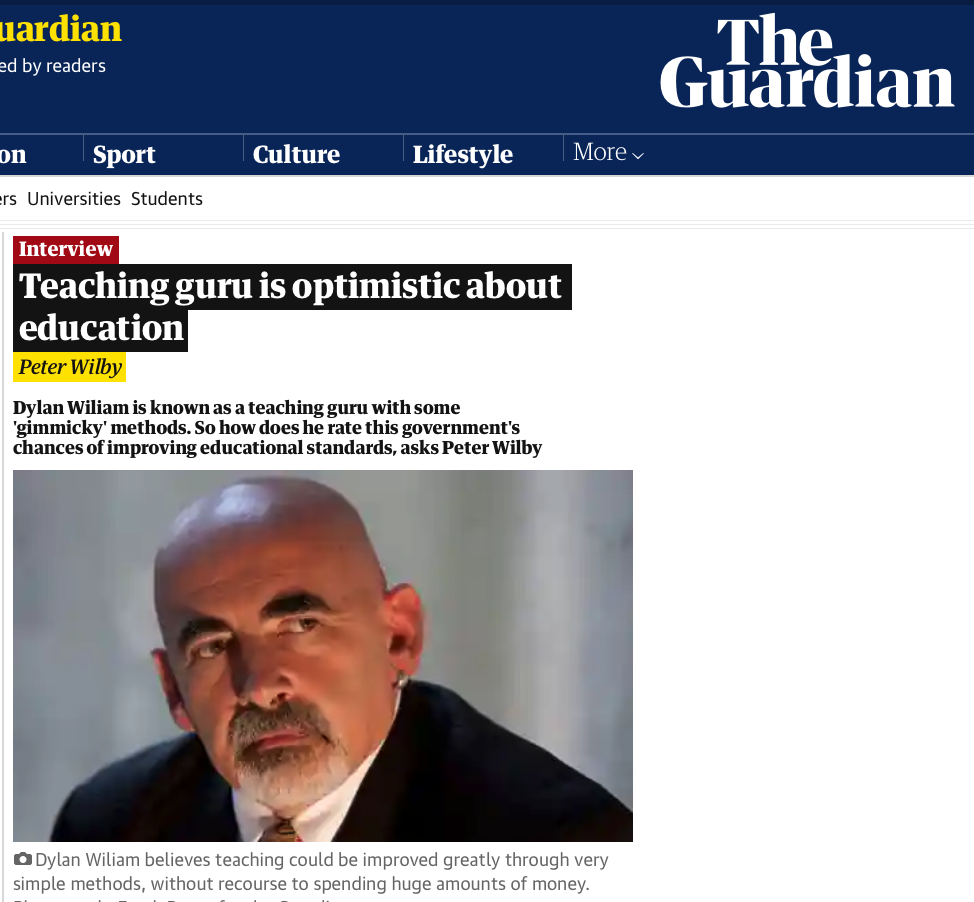 uardian
ed by readers
The
Guardian
on Sport Culture Lifestyle More
ers Universities Students
Interview
Teaching guru is optimistic about
education
Peter Wilby
Dylan Wiliam is known as a teaching guru with some
'gimmicky' methods. So how does he rate this government's
chances of improving educational standards, asks Peter Wilby
Dylan Wiliam believes teaching could be improved greatly through very
simple methods, without recourse to spending huge amounts of money.